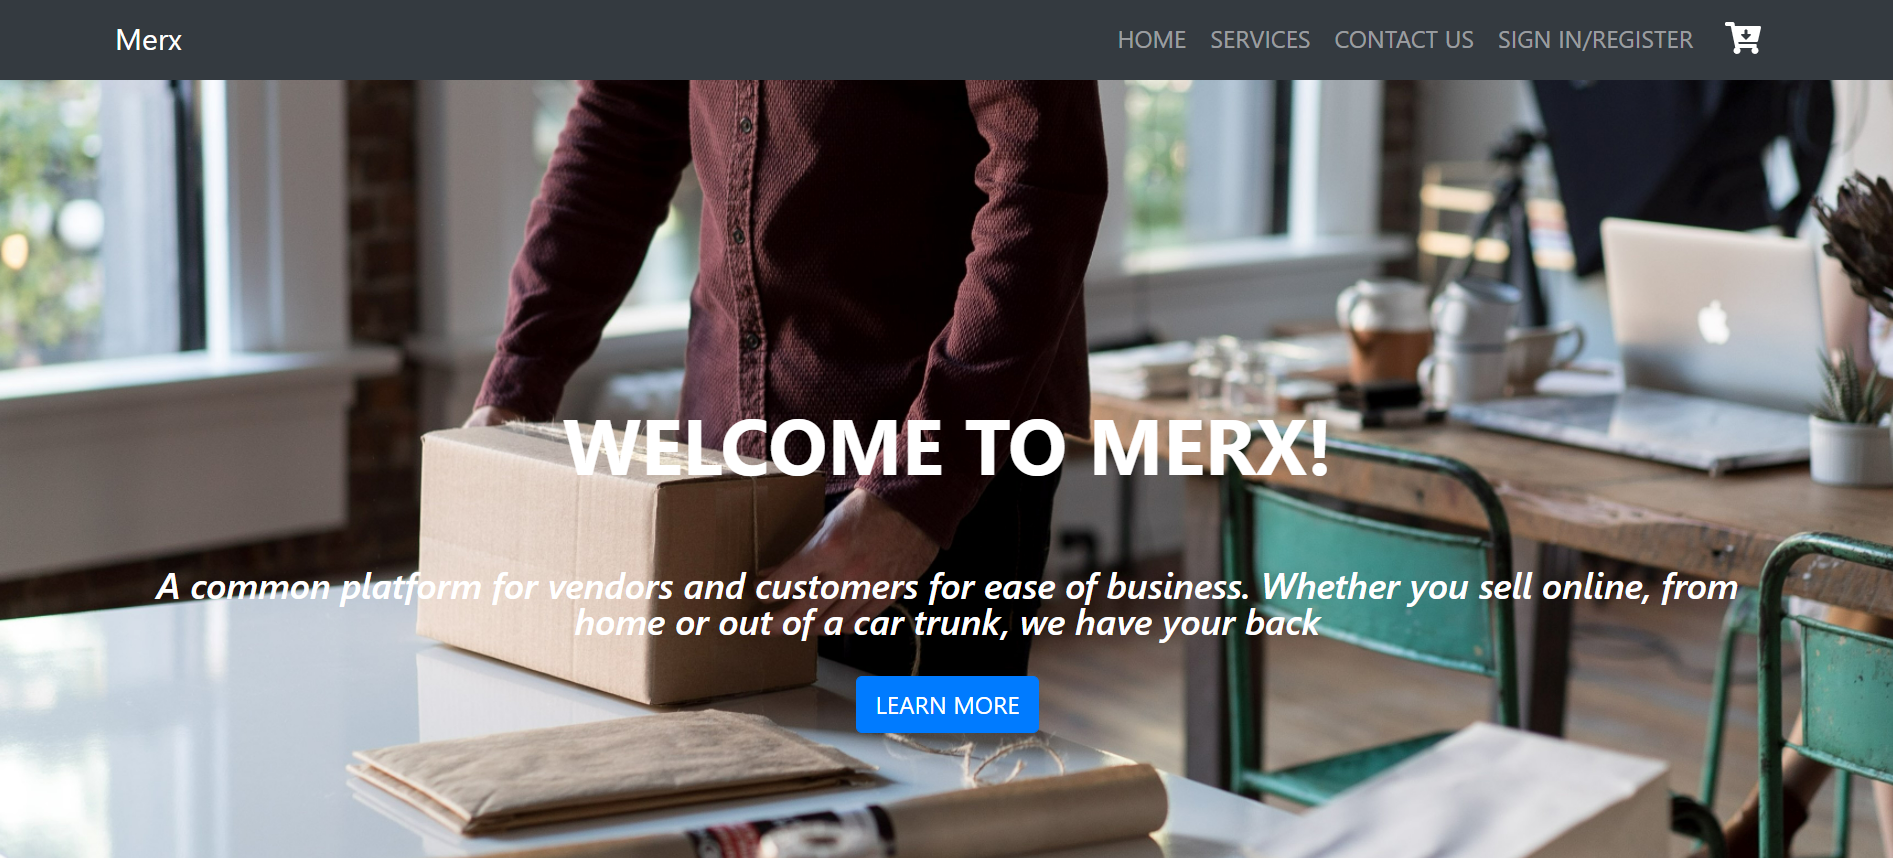 Merx HOME SERVICES CONTACT US SIGN IN/REGISTER
WELCOME TO MERX!
A common platform for vendors and customers for ease of business. Whether you sell online, from
home or out of a car trunk, we have your back
LEARN MORE